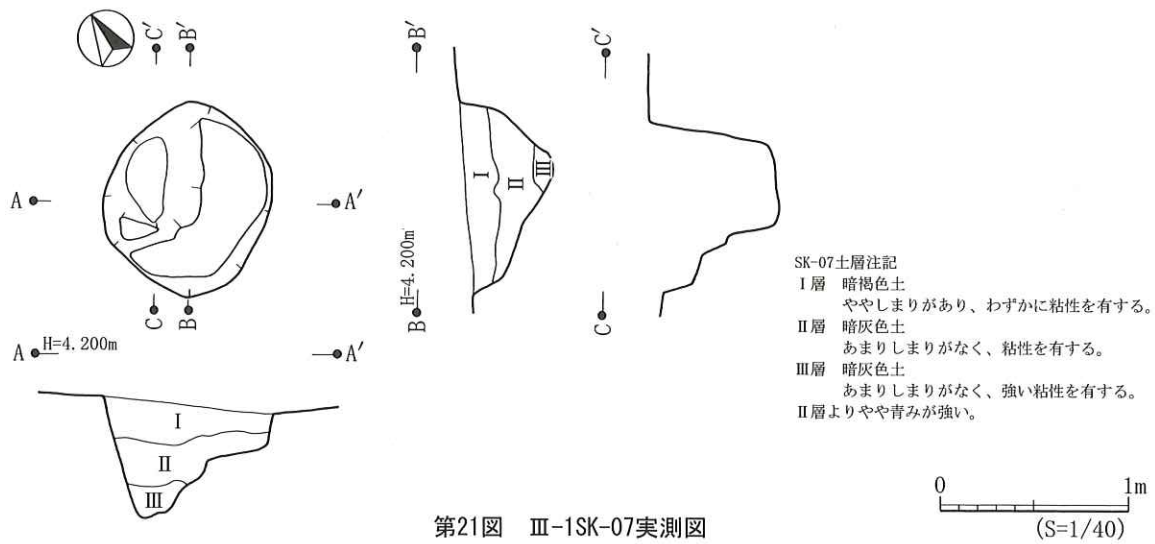 C' B'
A A'
C B
A H=4.200m A'
I
II
III
B'
I II III
B H=4.200m
C'
C
SK-07土層注記
Ⅰ層 暗褐色土
ややしまりがあり、わずかに粘性を有する。
Ⅱ層 暗灰色土
あまりしまりがなく、粘性を有する。
Ⅲ層 暗灰色土
あまりしまりがなく、強い粘性を有する。
Ⅱ層よりやや青みが強い。
0 1m
(S=1/40)
第21図 Ⅲ-1SK-07実測図